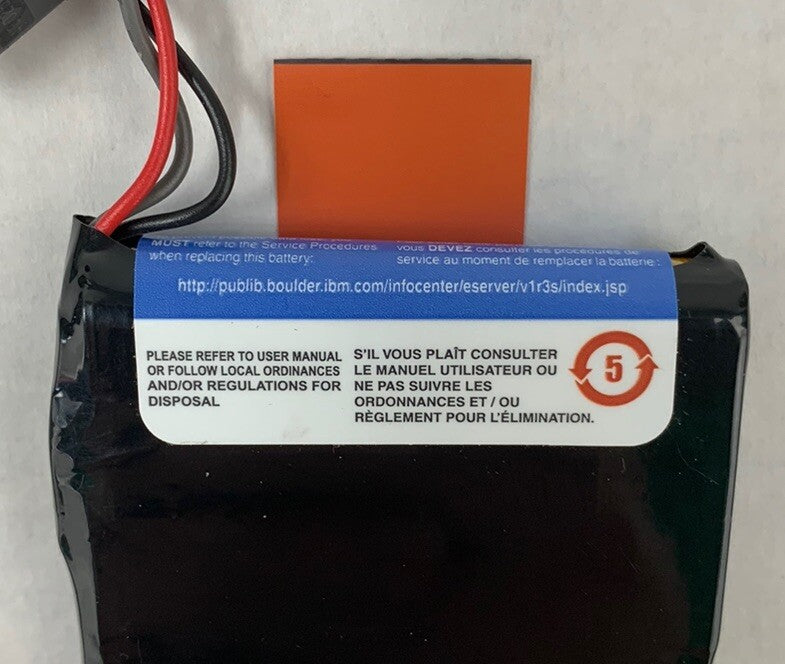 MUST refer to the Service Procedures
when replacing this battery:
vous DEVEZ consulter les procédures de
service au moment de remplacer la batterie :
http://publib.boulder.ibm.com/infocenter/eserver/v1r3s/index.jsp
PLEASE REFER TO USER MANUAL
OR FOLLOW LOCAL ORDINANCES
AND/OR REGULATIONS FOR
DISPOSAL
S'IL VOUS PLAÎT CONSULTER
LE MANUEL UTILISATEUR OU
NE PAS SUIVRE LES
ORDONNANCES ET / OU
RÈGLEMENT POUR L'ÉLIMINATION.
5